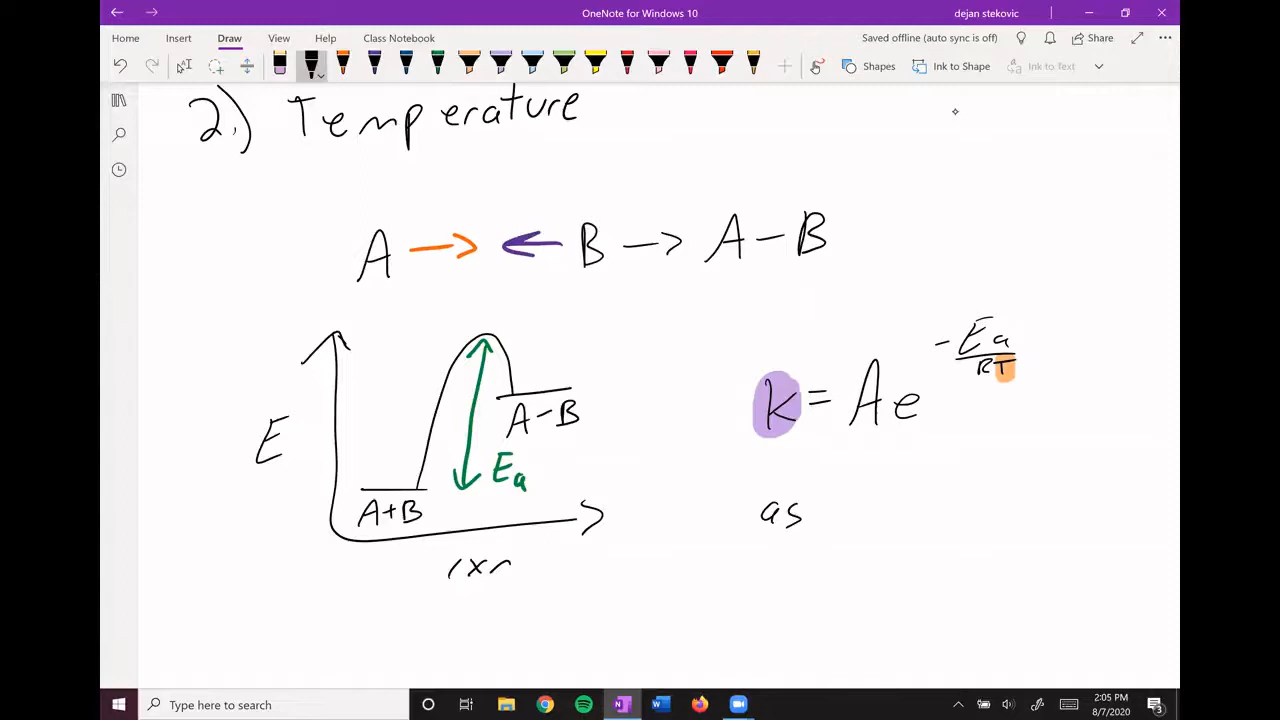 OneNote for Windows 10
dejan stekovic
Home Insert Draw View Help Class Notebook
Saved offline (auto sync is off)
Share
Shapes
Ink to Shape
Ink to Text
2.) Temperature
A → ← B → A - B
E
A - B
Ea
A+B
rxn
k = A e^(-Ea/RT)
as
Type here to search
2:05 PM
8/7/2020
3